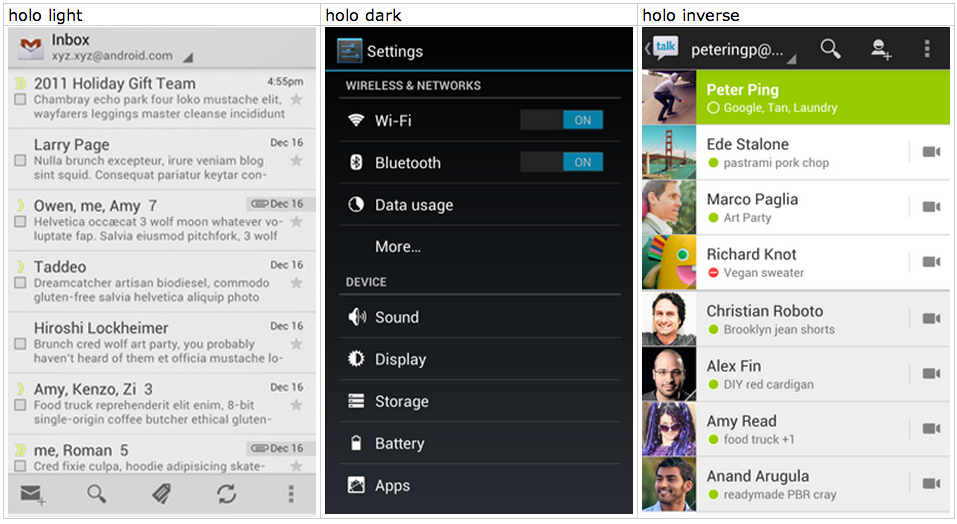 holo light
Inbox
xyz.xyz@android.com
2011 Holiday Gift Team 4:55pm
Chambray echo park four loko mustache elit,
wayfarers leggings master cleanse incididunt
Larry Page Dec 16
Nulla brunch excepteur, irure veniam blog
sint squid. Consequat pariatur keytar con-
Owen, me, Amy 7 Dec 16
Helvetica occæcat 3 wolf moon whatever vo-
luptate fap. Salvia eiusmod pitchfork, 3 wolf
Taddeo Dec 16
Dreamcatcher artisan biodiesel, commodo
gluten-free salvia helvetica aliquip photo
Hiroshi Lockheimer Dec 16
Brunch cred wolf art party, you probably
haven't heard of them et officia mustache lo-
Amy, Kenzo, Zi 3 Dec 16
Food truck reprehenderit elit enim, 8-bit
single-origin coffee butcher ethical gluten-
me, Roman 5 Dec 16
Cred fixie culpa, hoodie adipisicing skate-
holo dark
Settings
WIRELESS & NETWORKS
Wi-Fi ON
Bluetooth ON
Data usage
More...
DEVICE
Sound
Display
Storage
Battery
Apps
holo inverse
talk peteringp@...
Peter Ping
Google, Tan, Laundry
Ede Stalone
pastrami pork chop
Marco Paglia
Art Party
Richard Knot
Vegan sweater
Christian Roboto
Brooklyn jean shorts
Alex Fin
DIY red cardigan
Amy Read
food truck +1
Anand Arugula
readymade PBR cray